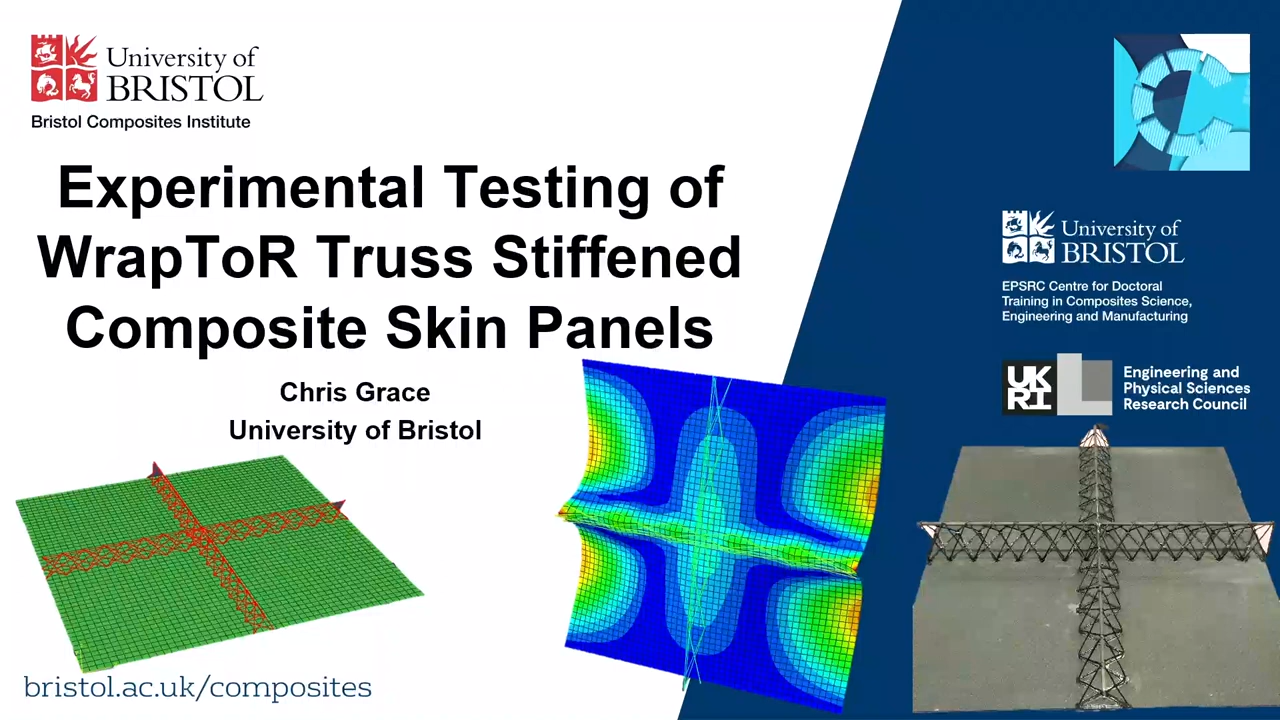 University of
BRISTOL
Bristol Composites Institute
Experimental Testing of
WrapToR Truss Stiffened
Composite Skin Panels
Chris Grace
University of Bristol
bristol.ac.uk/composites
University of
BRISTOL
EPSRC Centre for Doctoral
Training in Composites Science,
Engineering and Manufacturing
UK
RI
Engineering and
Physical Sciences
Research Council